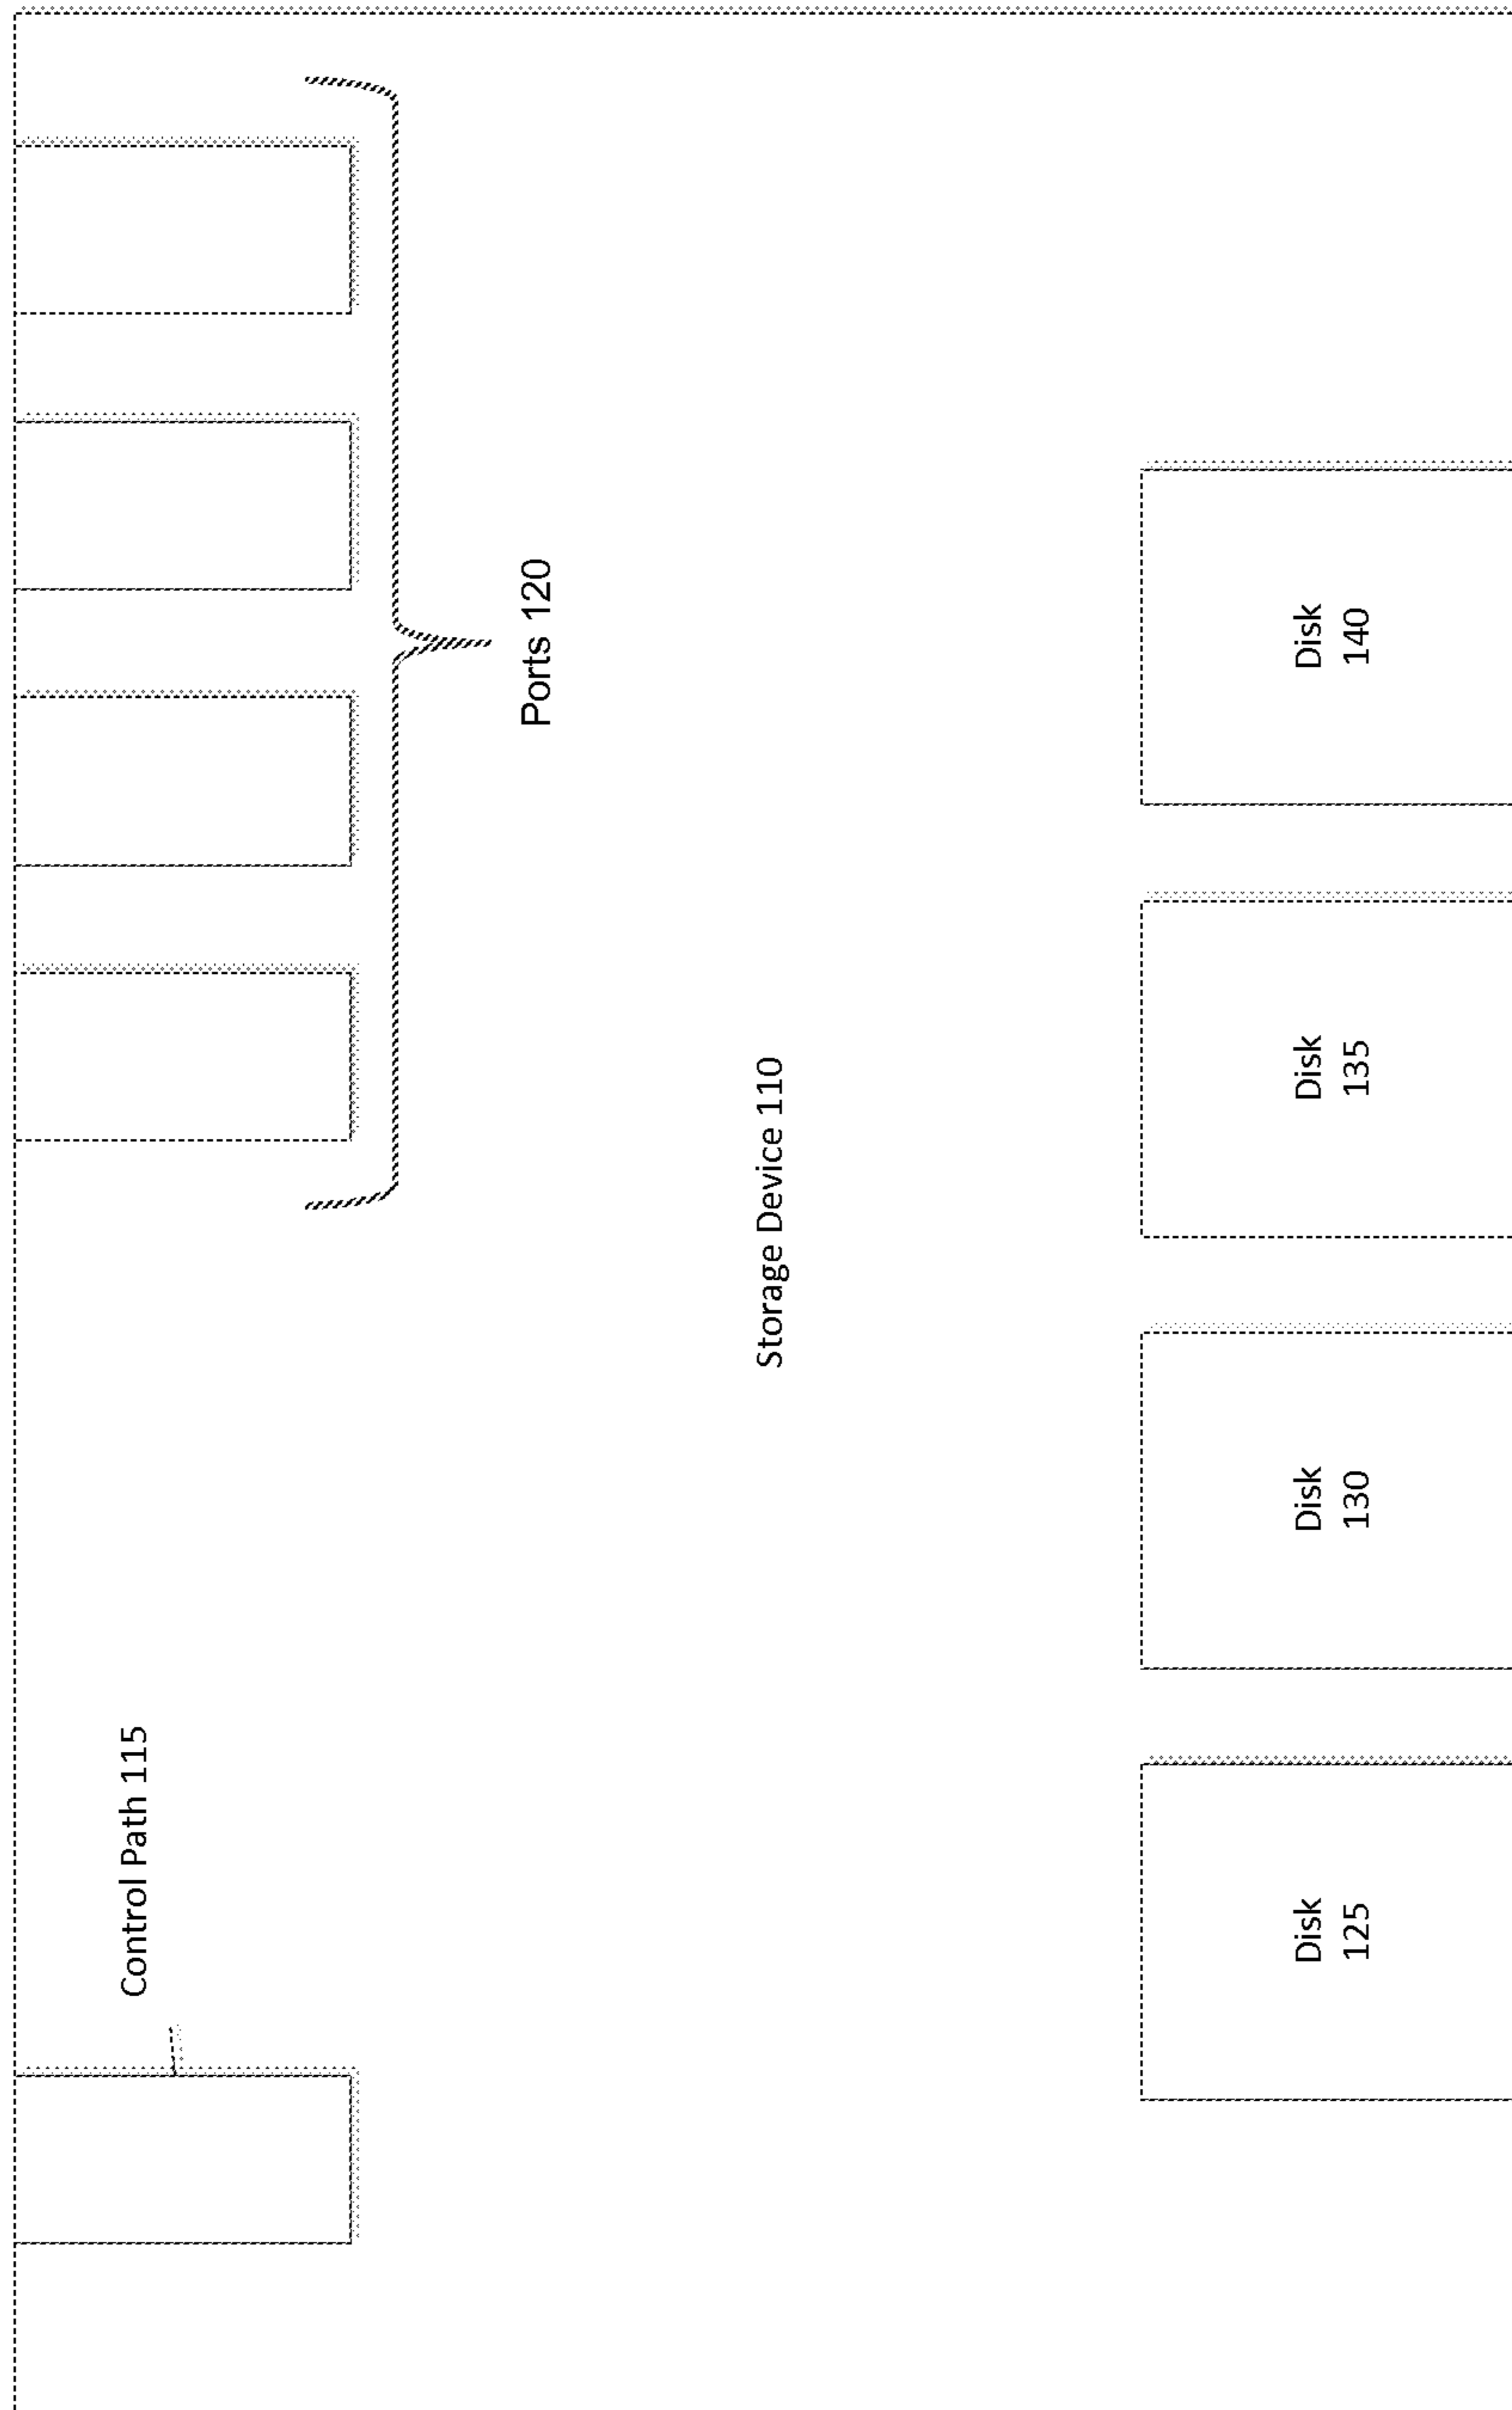 Control Path 115
Ports 120
Storage Device 110
Disk
125
Disk
130
Disk
135
Disk
140